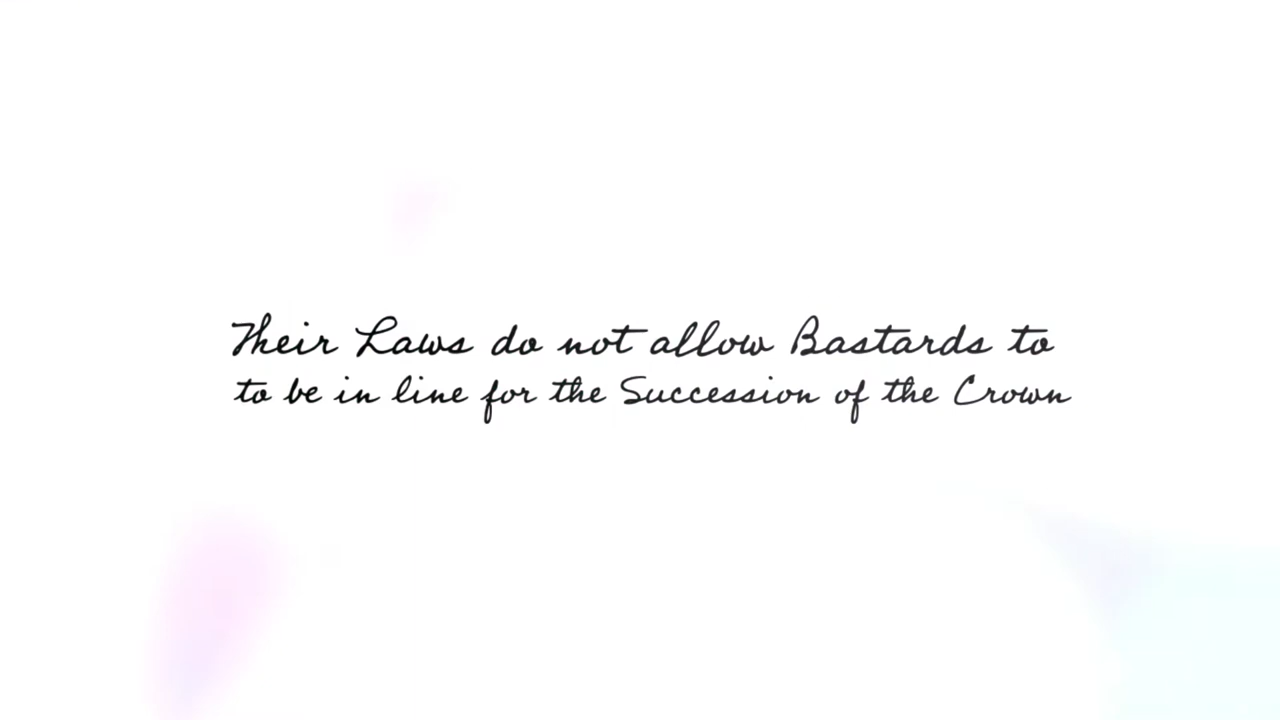 Their Laws do not allow Bastards to
to be in line for the Succession of the Crown